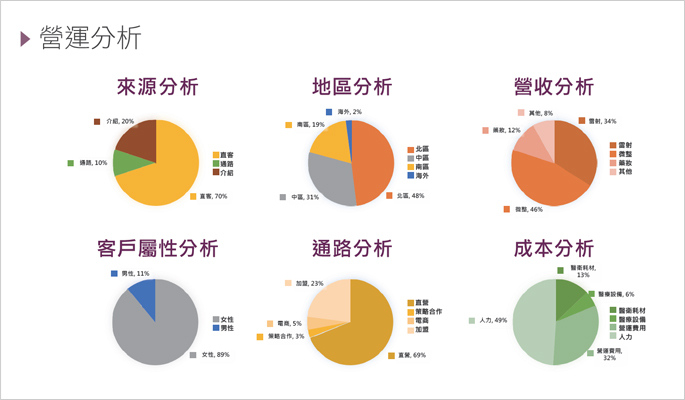 營運分析
來源分析
介紹, 20%
通路, 10%
直客, 70%
直客
通路
介紹
地區分析
海外, 2%
南區, 19%
中區, 31%
北區, 48%
北區
中區
南區
海外
營收分析
其他, 8%
藥妝, 12%
雷射, 34%
微整, 46%
雷射
微整
藥妝
其他
客戶屬性分析
男性, 11%
女性, 89%
女性
男性
通路分析
加盟, 23%
電商, 5%
策略合作, 3%
直營, 69%
直營
策略合作
電商
加盟
成本分析
醫衛耗材,
13%
醫療設備, 6%
人力, 49%
營運費用,
32%
醫衛耗材
醫療設備
營運費用
人力